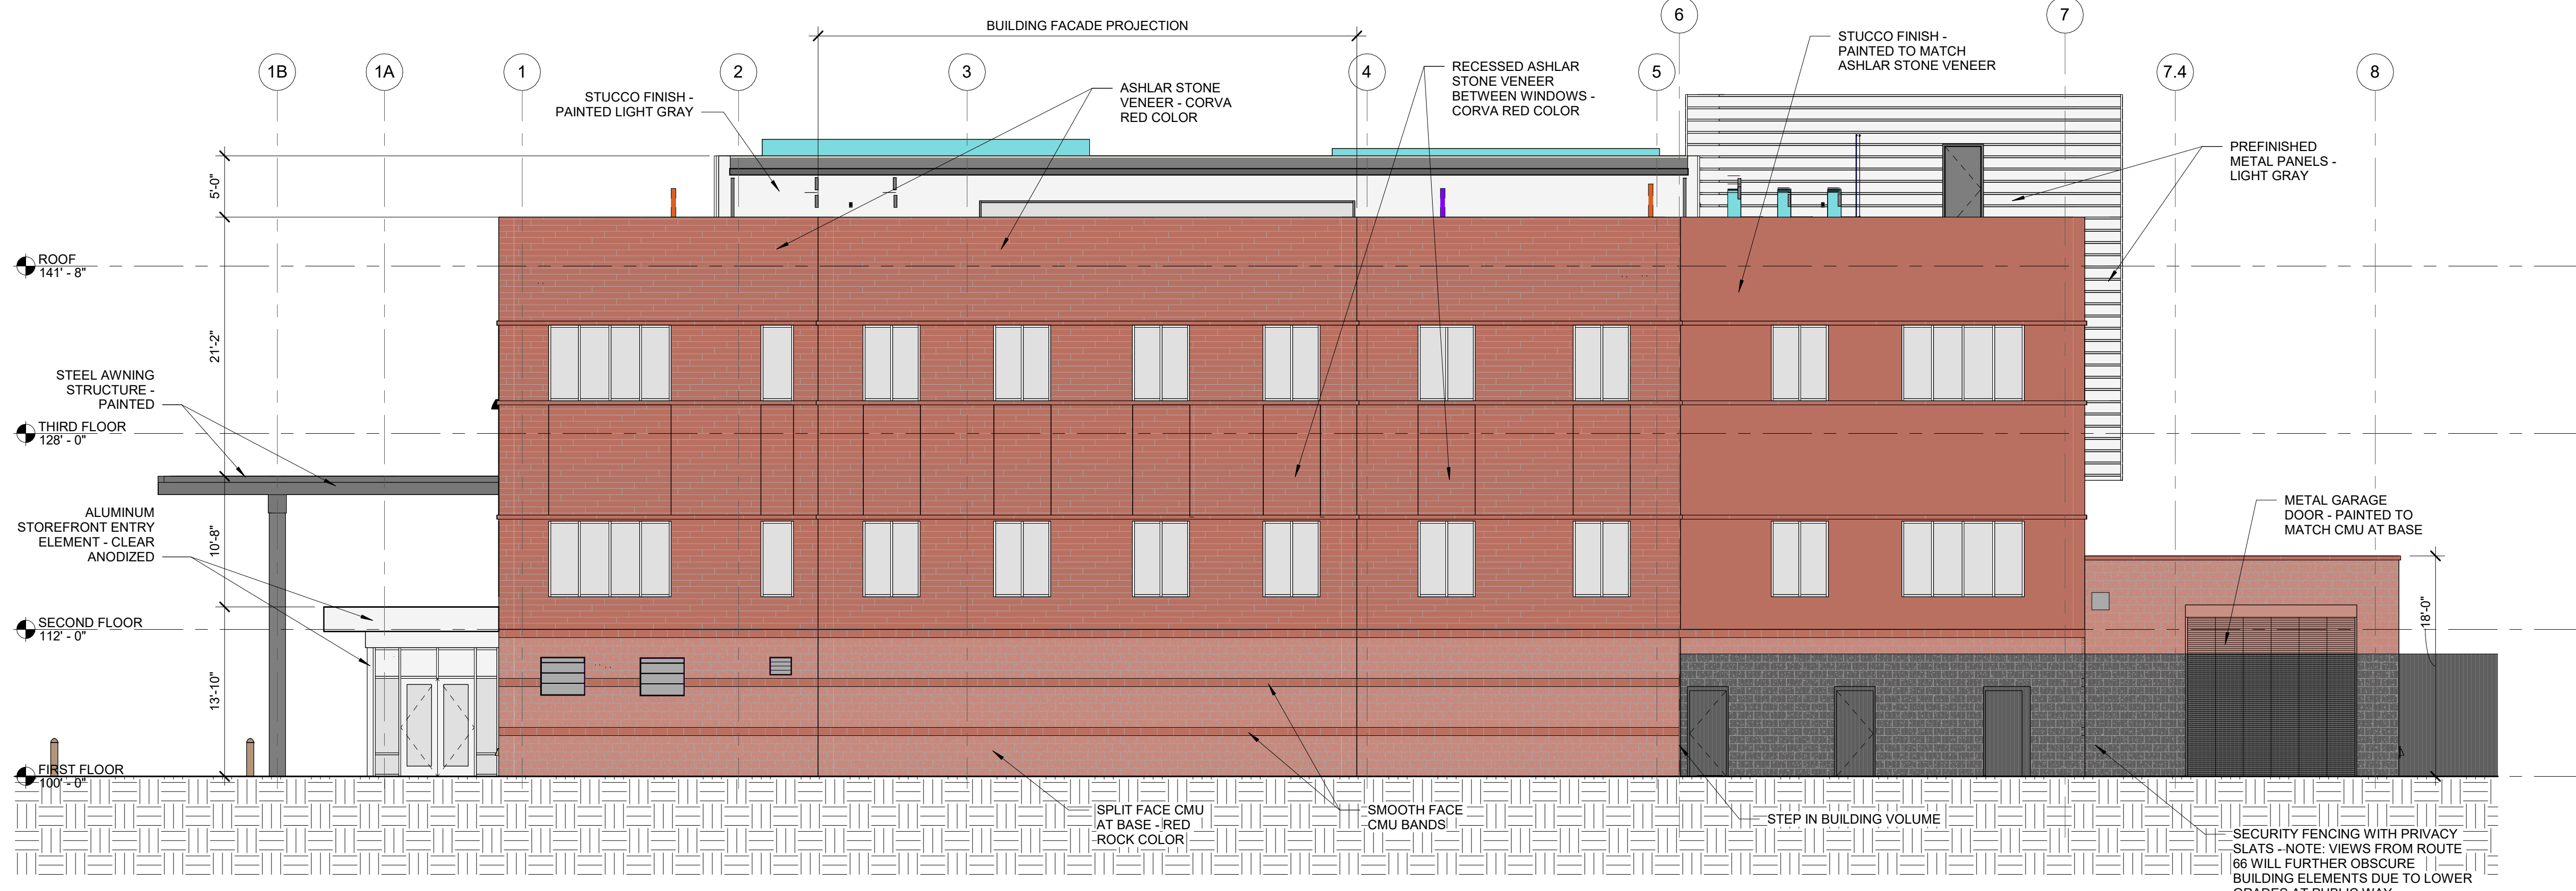 BUILDING FACADE PROJECTION
1B
1A
1
2
3
4
5
6
7
7.4
8
STUCCO FINISH -
PAINTED LIGHT GRAY
ASHLAR STONE
VENEER - CORVA
RED COLOR
RECESSED ASHLAR
STONE VENEER
BETWEEN WINDOWS -
CORVA RED COLOR
STUCCO FINISH -
PAINTED TO MATCH
ASHLAR STONE VENEER
PREFINISHED
METAL PANELS -
LIGHT GRAY
5'-0"
ROOF
141' - 8"
21'-2"
STEEL AWNING
STRUCTURE -
PAINTED
THIRD FLOOR
128' - 0"
ALUMINUM
STOREFRONT ENTRY
ELEMENT - CLEAR
ANODIZED
10'-8"
METAL GARAGE
DOOR - PAINTED TO
MATCH CMU AT BASE
SECOND FLOOR
112' - 0"
18'-0"
13'-10"
FIRST FLOOR
100' - 0"
SPLIT FACE CMU
AT BASE - RED
ROCK COLOR
SMOOTH FACE
CMU BANDS
STEP IN BUILDING VOLUME
SECURITY FENCING WITH PRIVACY
SLATS - NOTE: VIEWS FROM ROUTE
66 WILL FURTHER OBSCURE
BUILDING ELEMENTS DUE TO LOWER
GRADES AT PUBLIC WAY